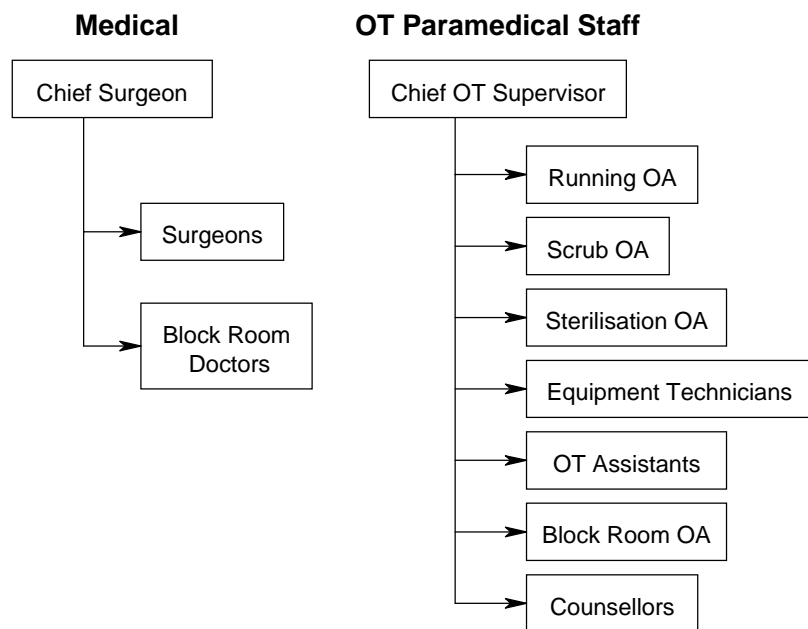 Medical
Chief Surgeon
Surgeons
Block Room
Doctors
OT Paramedical Staff
Chief OT Supervisor
Running OA
Scrub OA
Sterilisation OA
Equipment Technicians
OT Assistants
Block Room OA
Counsellors